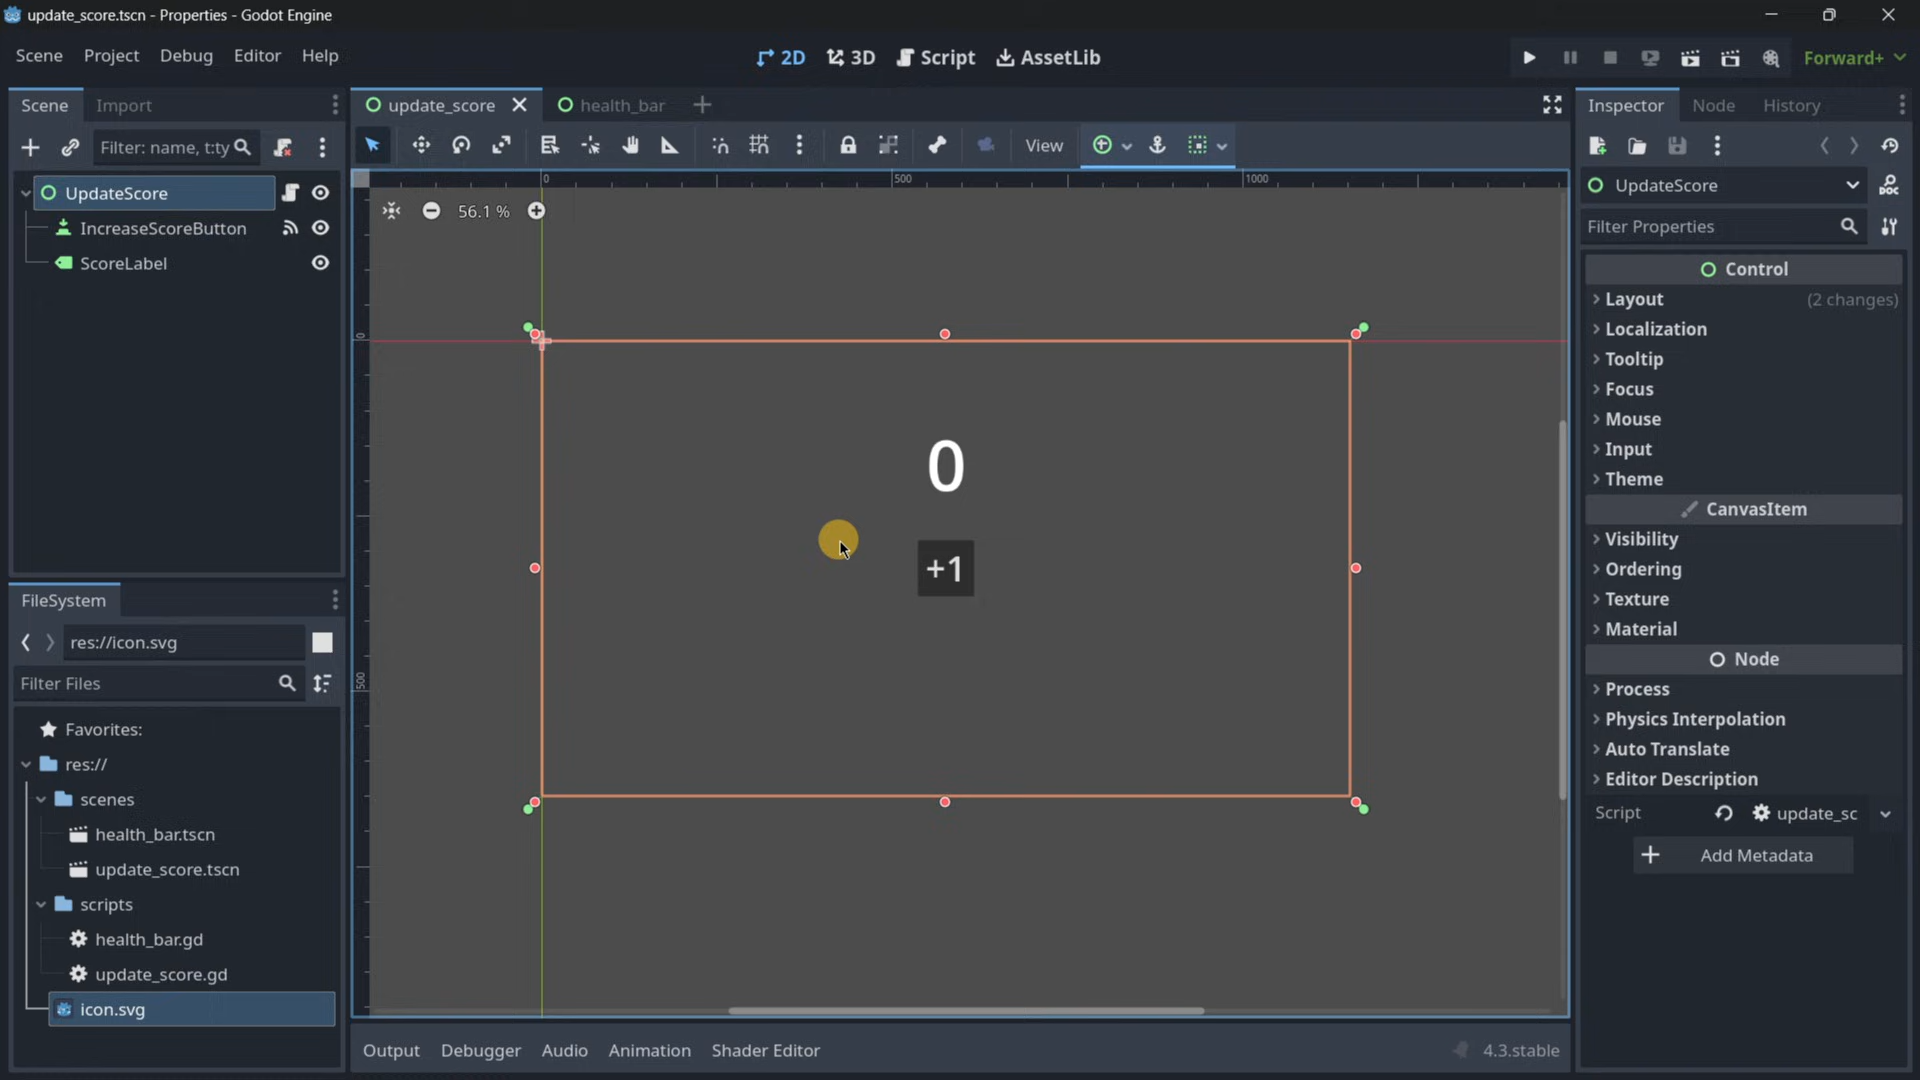 update_score.tscn - Properties - Godot Engine
Scene Project Debug Editor Help
2D 3D Script AssetLib
Forward+
Scene Import
Filter: name, t:ty
UpdateScore
IncreaseScoreButton
ScoreLabel
FileSystem
res://icon.svg
Filter Files
Favorites:
res://
scenes
health_bar.tscn
update_score.tscn
scripts
health_bar.gd
update_score.gd
icon.svg
update_score health_bar
View
0 500 1000
56.1 %
0
500
0
+1
Output Debugger Audio Animation Shader Editor
4.3.stable
Inspector Node History
UpdateScore
DOC
Filter Properties
Control
Layout (2 changes)
Localization
Tooltip
Focus
Mouse
Input
Theme
CanvasItem
Visibility
Ordering
Texture
Material
Node
Process
Physics Interpolation
Auto Translate
Editor Description
Script update_sc
Add Metadata